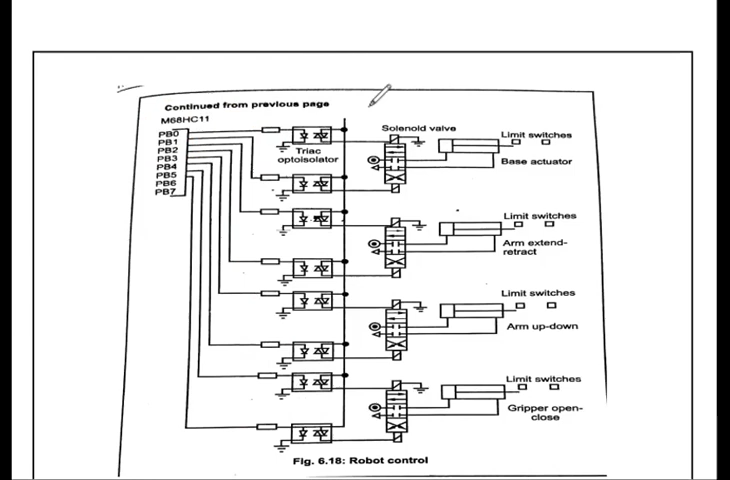 Continued from previous page
M68HC11
PB0
PB1
PB2
PB3
PB4
PB5
PB6
PB7
Triac
optoisolator
Solenoid valve
Limit switches
Base actuator
Limit switches
Arm extend-
retract
Limit switches
Arm up-down
Limit switches
Gripper open-
close
Fig. 6.18: Robot control